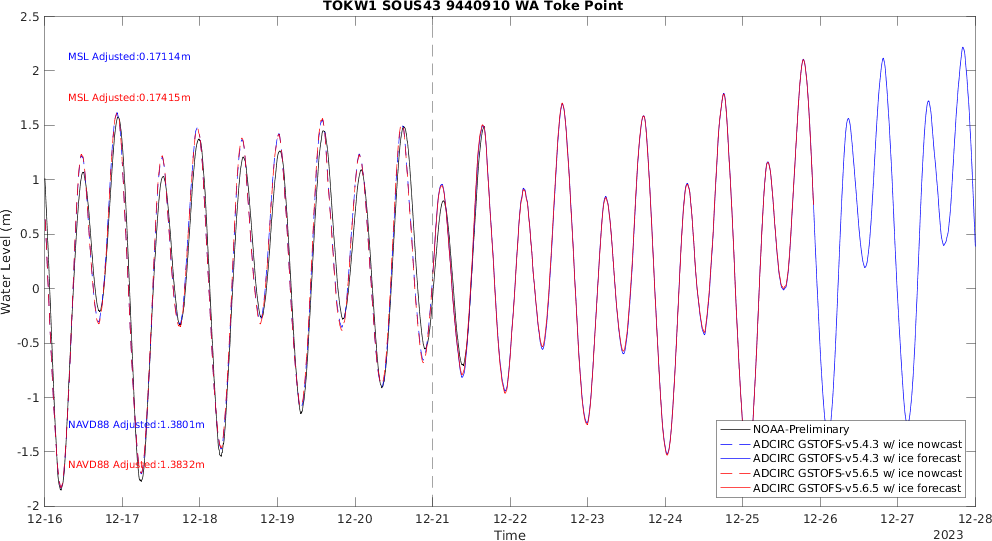 TOKW1 SOUS43 9440910 WA Toke Point
MSL Adjusted:0.17114m
MSL Adjusted:0.17415m
NAVD88 Adjusted:1.3801m
NAVD88 Adjusted:1.3832m
Water Level (m)
2.5
2
1.5
1
0.5
0
-0.5
-1
-1.5
-2
NOAA-Preliminary
ADCIRC GSTOFS-v5.4.3 w/ ice nowcast
ADCIRC GSTOFS-v5.4.3 w/ ice forecast
ADCIRC GSTOFS-v5.6.5 w/ ice nowcast
ADCIRC GSTOFS-v5.6.5 w/ ice forecast
12-16 12-17 12-18 12-19 12-20 12-21 12-22 12-23 12-24 12-25 12-26 12-27 12-28
Time
2023